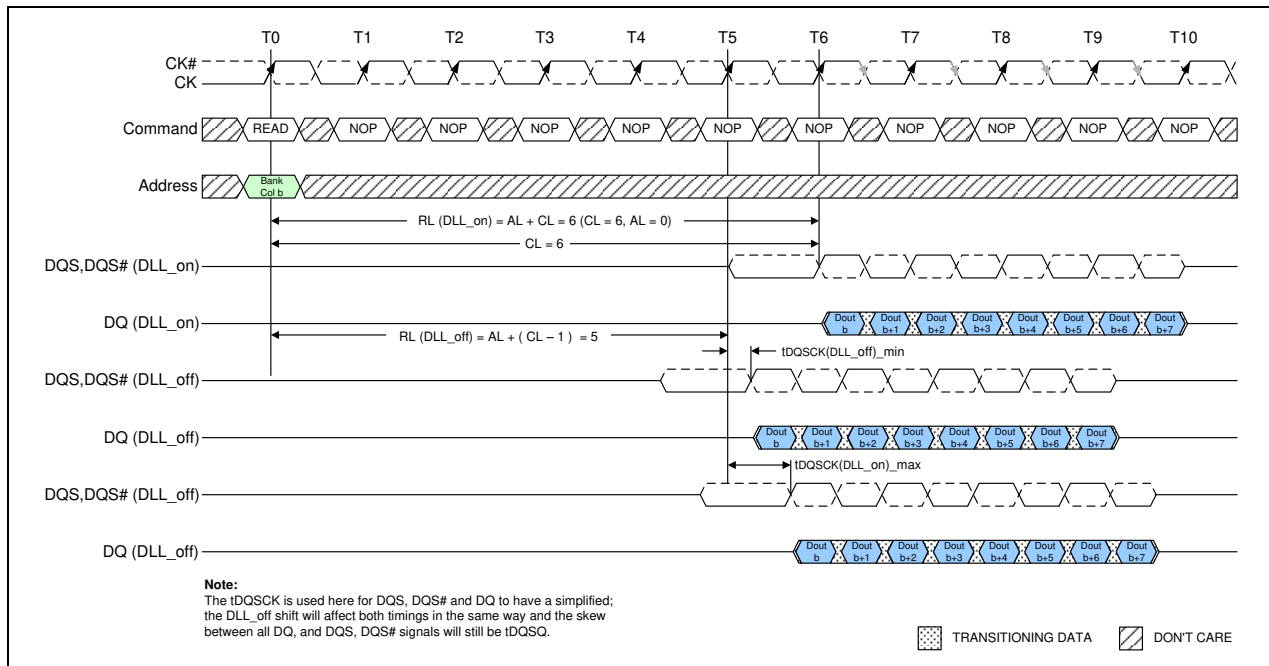 T0 T1 T2 T3 T4 T5 T6 T7 T8 T9 T10
CK#
CK
Command READ NOP NOP NOP NOP NOP NOP NOP NOP NOP NOP
Address Bank
Col b
RL (DLL_on) = AL + CL = 6 (CL = 6, AL = 0)
CL = 6
DQS,DQS# (DLL_on)
DQ (DLL_on) Dout b Dout b+1 Dout b+2 Dout b+3 Dout b+4 Dout b+5 Dout b+6 Dout b+7
RL (DLL_off) = AL + ( CL – 1 ) = 5
tDQSCK(DLL_off)_min
DQS,DQS# (DLL_off)
DQ (DLL_off) Dout b Dout b+1 Dout b+2 Dout b+3 Dout b+4 Dout b+5 Dout b+6 Dout b+7
tDQSCK(DLL_on)_max
DQS,DQS# (DLL_off)
DQ (DLL_off) Dout b Dout b+1 Dout b+2 Dout b+3 Dout b+4 Dout b+5 Dout b+6 Dout b+7
Note:
The tDQSCK is used here for DQS, DQS# and DQ to have a simplified;
the DLL_off shift will affect both timings in the same way and the skew
between all DQ, and DQS, DQS# signals will still be tDQSQ.
TRANSITIONING DATA DON'T CARE